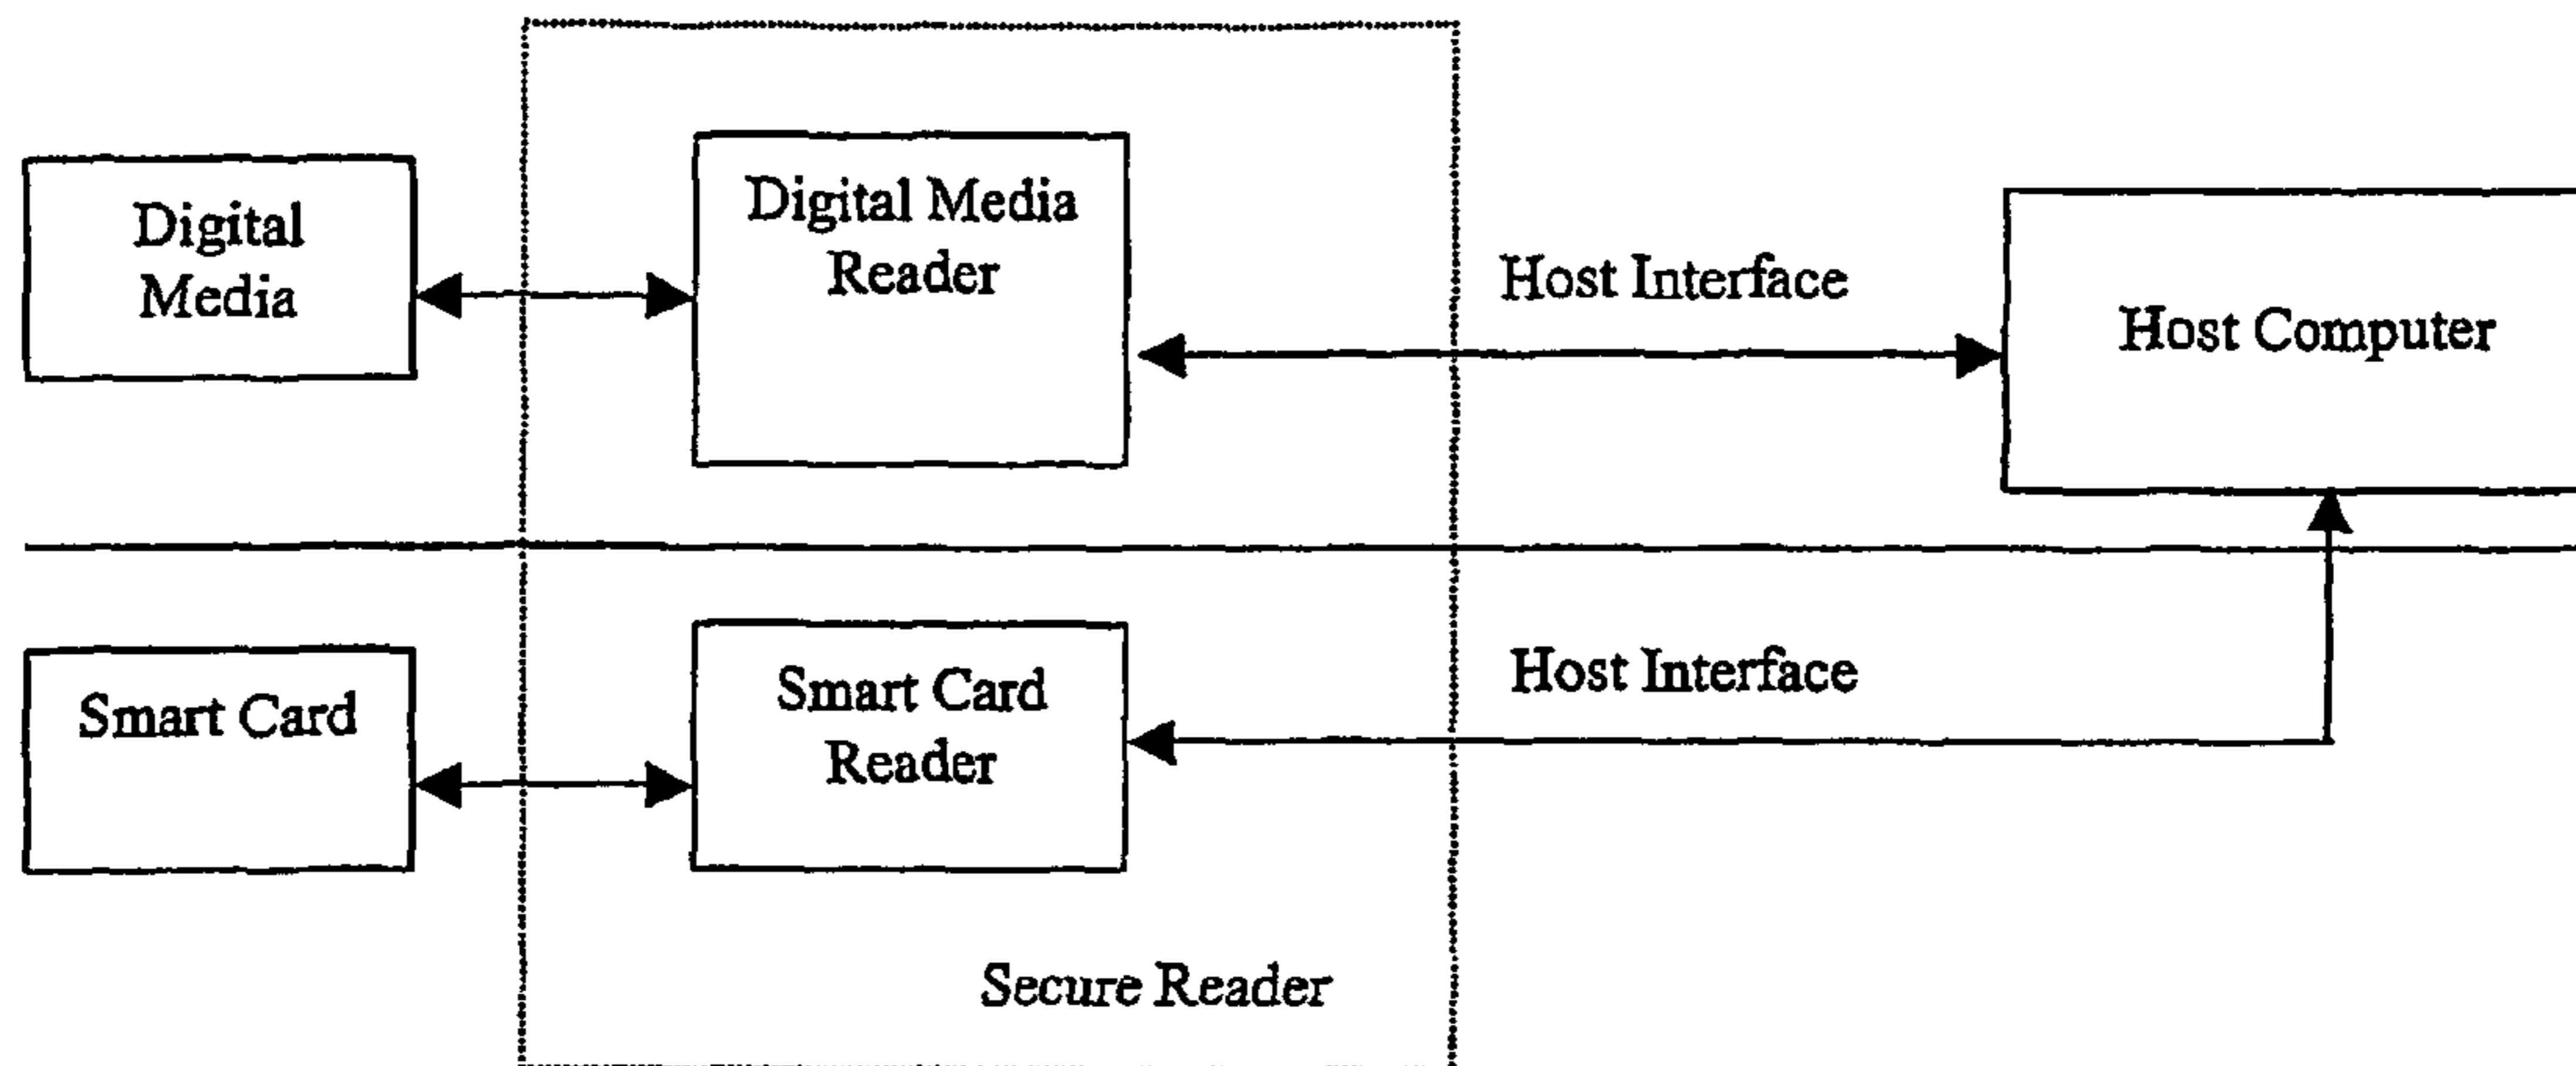 Digital
Media
Digital Media
Reader
Host Interface
Host Computer
Smart Card
Smart Card
Reader
Host Interface
Secure Reader